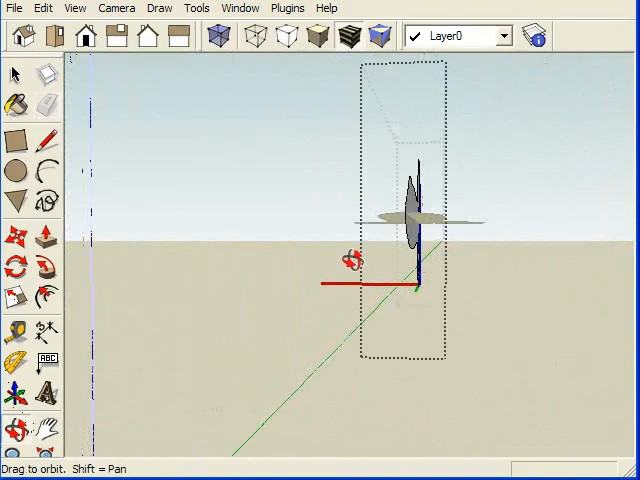 File Edit View Camera Draw Tools Window Plugins Help
✓ Layer0
ABC
A
Drag to orbit. Shift = Pan